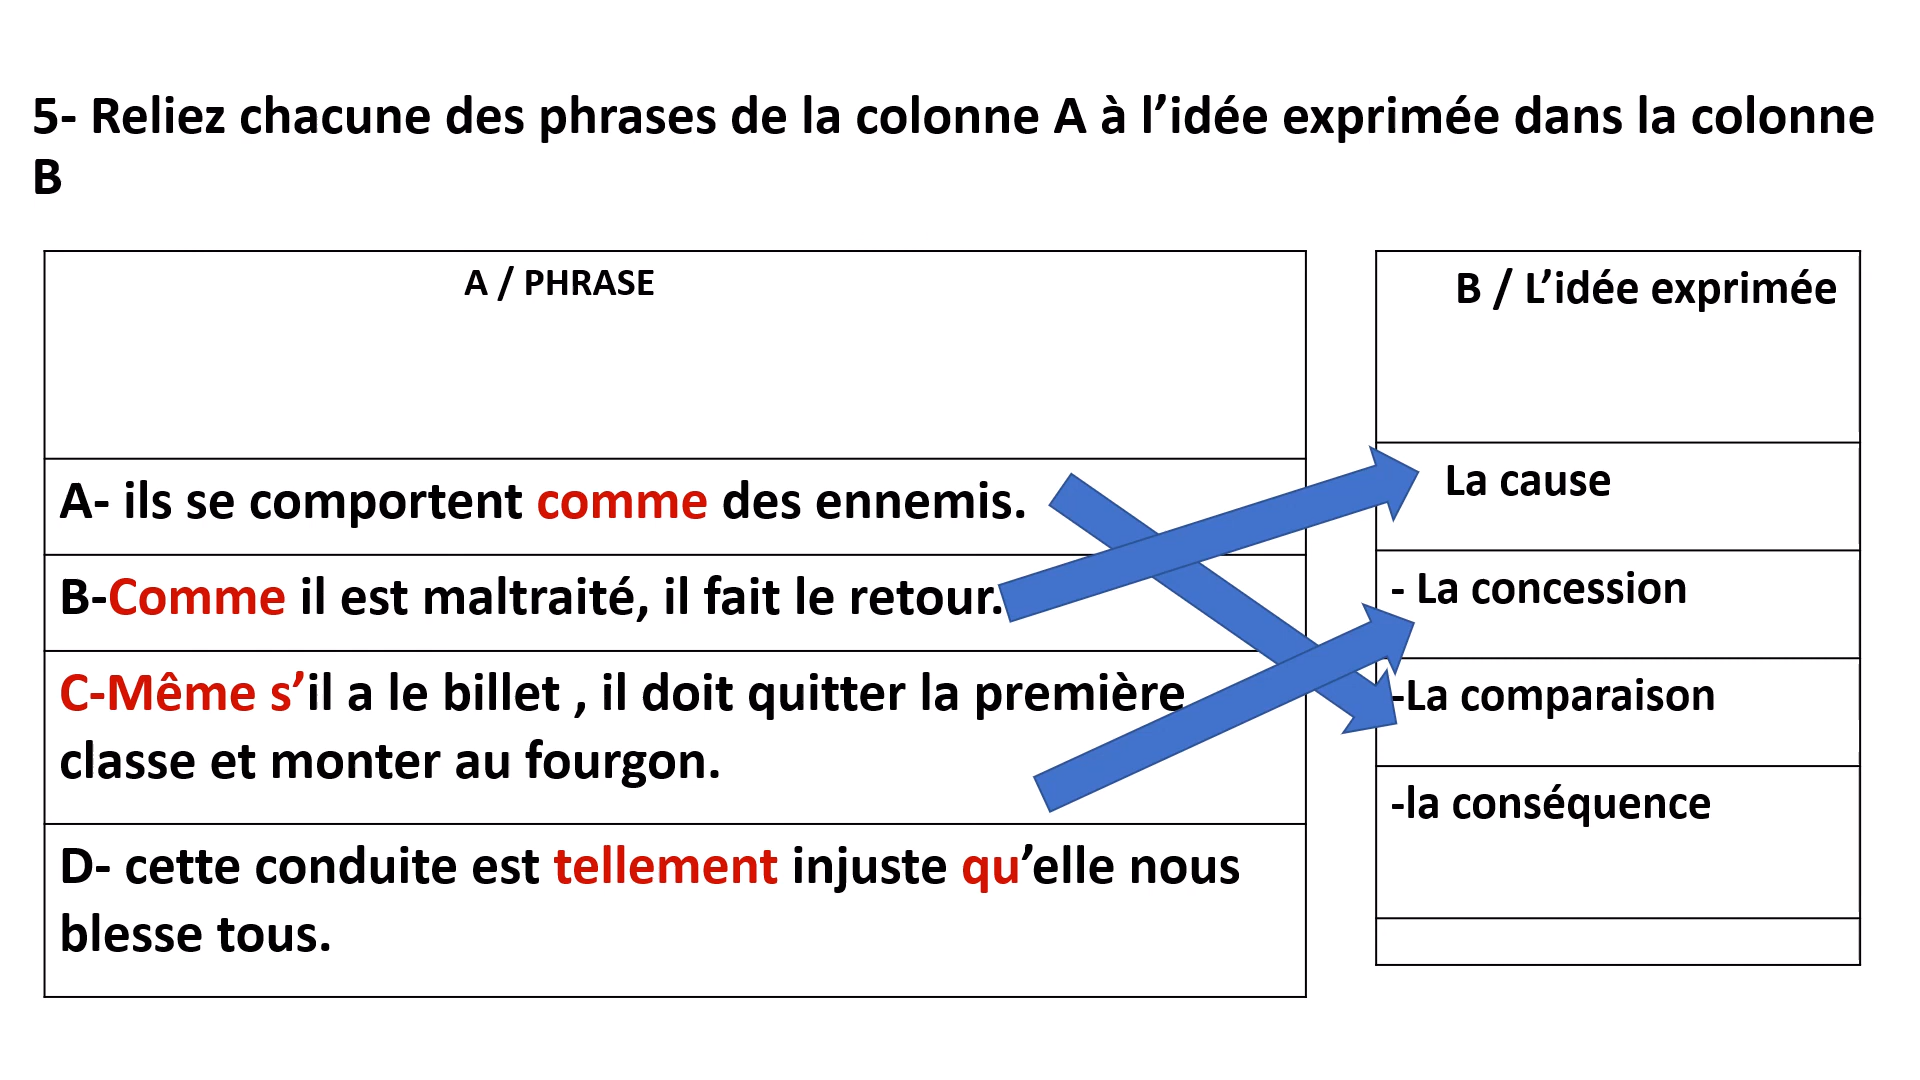 5- Reliez chacune des phrases de la colonne A à l’idée exprimée dans la colonne
B
A / PHRASE
A- ils se comportent comme des ennemis.
B-Comme il est maltraité, il fait le retour.
C-Même s’il a le billet , il doit quitter la première
classe et monter au fourgon.
D- cette conduite est tellement injuste qu’elle nous
blesse tous.
B / L’idée exprimée
La cause
- La concession
-La comparaison
-la conséquence